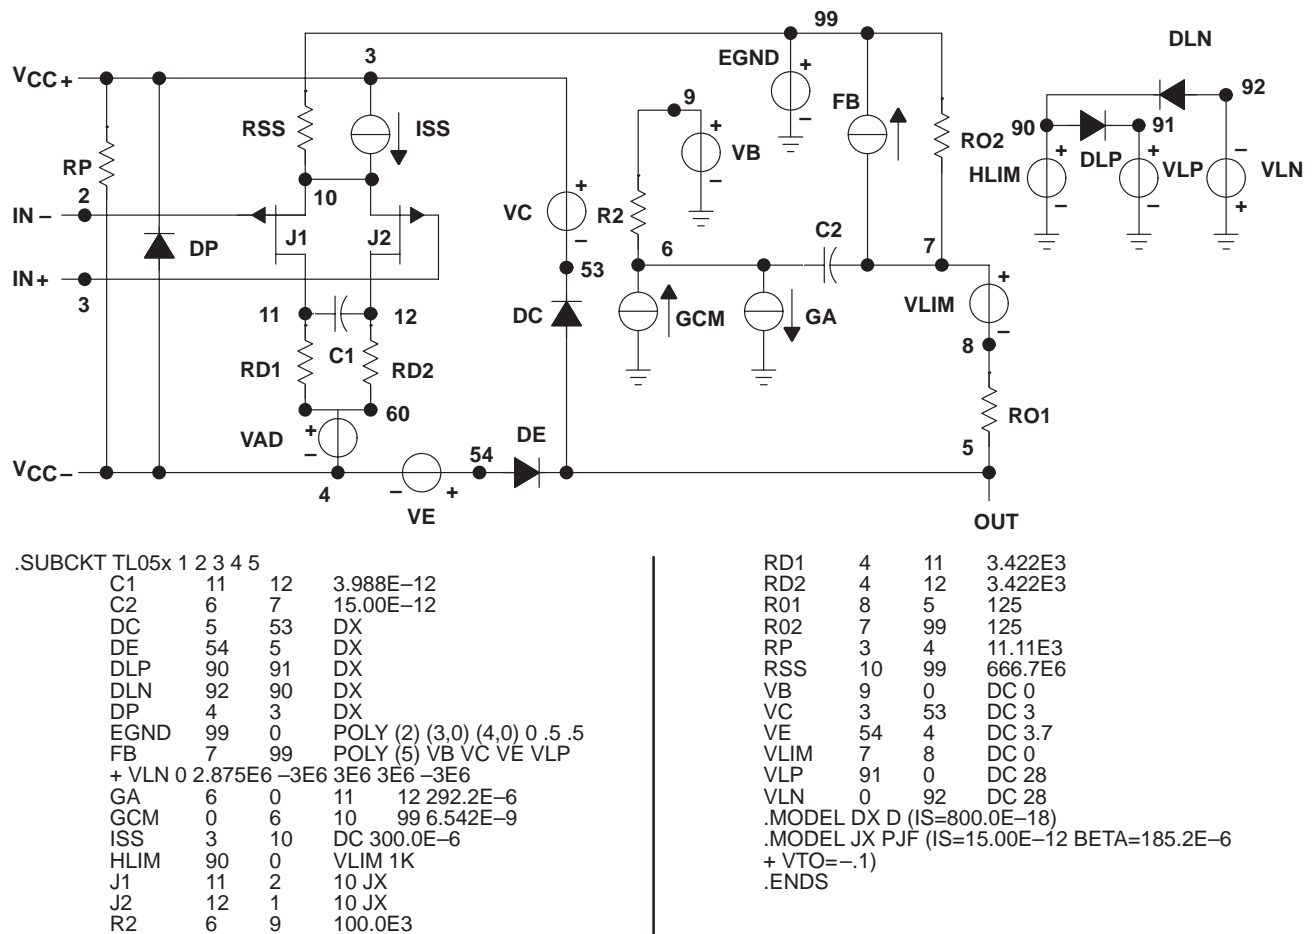 99
DLN
3
VCC+
EGND
+
–
92
9
FB
RSS
ISS
+
–
VB
90
91
RO2
RP
DLP
HLIM
+
–
+
–
VLP
–
+
VLN
10
2
IN –
VC
+
–
R2
C2
J1
J2
DP
6
7
IN+
53
3
+
–
VLIM
11
12
DC
GCM
GA
C1
8
RD1
RD2
60
RO1
VAD
+
–
DE
54
5
VCC–
4
–
+
VE
OUT
.SUBCKT TL05x 1 2 3 4 5
C1 11 12 3.988E–12
C2 6 7 15.00E–12
DC 5 53 DX
DE 54 5 DX
DLP 90 91 DX
DLN 92 90 DX
DP 4 3 DX
EGND 99 0 POLY (2) (3,0) (4,0) 0 .5 .5
FB 7 99 POLY (5) VB VC VE VLP
+ VLN 0 2.875E6 –3E6 3E6 3E6 –3E6
GA 6 0 11 12 292.2E–6
GCM 0 6 10 99 6.542E–9
ISS 3 10 DC 300.0E–6
HLIM 90 0 VLIM 1K
J1 11 2 10 JX
J2 12 1 10 JX
R2 6 9 100.0E3
RD1 4 11 3.422E3
RD2 4 12 3.422E3
R01 8 5 125
R02 7 99 125
RP 3 4 11.11E3
RSS 10 99 666.7E6
VB 9 0 DC 0
VC 3 53 DC 3
VE 54 4 DC 3.7
VLIM 7 8 DC 0
VLP 91 0 DC 28
VLN 0 92 DC 28
.MODEL DX D (IS=800.0E–18)
.MODEL JX PJF (IS=15.00E–12 BETA=185.2E–6
+ VTO=–.1)
.ENDS